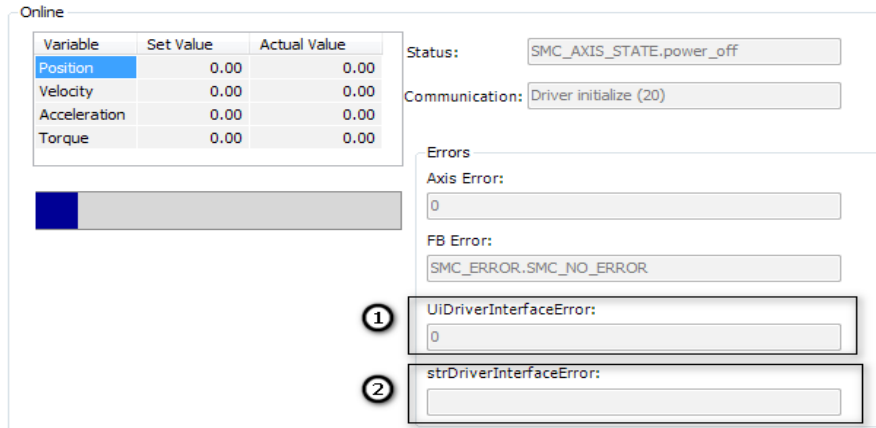 Online
Variable Set Value Actual Value
Position 0.00 0.00
Velocity 0.00 0.00
Acceleration 0.00 0.00
Torque 0.00 0.00
Status: SMC_AXIS_STATE.power_off
Communication: Driver initialize (20)
Errors
Axis Error:
0
FB Error:
SMC_ERROR.SMC_NO_ERROR
1
UiDriverInterfaceError:
0
2
strDriverInterfaceError: